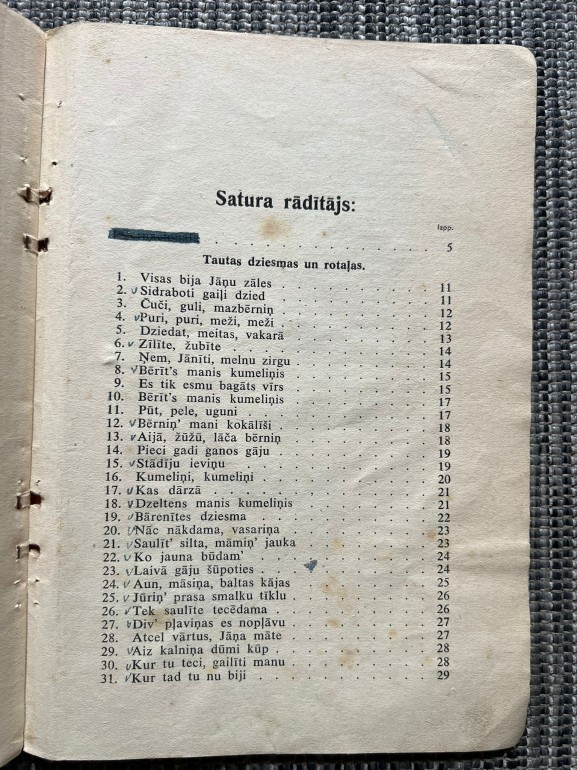 Satura rādītājs:
lapp.
. . . . . . . . . . . . . 5
Tautas dziesmas un rotaļas.
1. Visas bija Jāņu zāles . . . . . . . . . 11
2. Sidraboti gaiļi dzied . . . . . . . . . 11
3. Čuči, guli, mazbērniņ . . . . . . . . . 12
4. Puri, puri, meži, meži . . . . . . . . . 12
5. Dziedat, meitas, vakarā . . . . . . . . . 13
6. Zīlīte, žubīte . . . . . . . . . 14
7. Ņem, Jānīti, melnu zirgu . . . . . . . . . 14
8. Bērīt's manis kumeliņis . . . . . . . . . 15
9. Es tik esmu bagāts vīrs . . . . . . . . . 15
10. Bērīt's manis kumeliņis . . . . . . . . . 17
11. Pūt, pele, uguni . . . . . . . . . 17
12. Bērniņ' mani kokālīši . . . . . . . . . 18
13. Aijā, žūžū, lāča bērniņ . . . . . . . . . 18
14. Pieci gadi ganos gāju . . . . . . . . . 19
15. Stādīju ieviņu . . . . . . . . . 19
16. Kumeliņi, kumeliņi . . . . . . . . . 20
17. Kas dārzā . . . . . . . . . 21
18. Dzeltens manis kumeliņis . . . . . . . . . 21
19. Bārenītes dziesma . . . . . . . . . 22
20. Nāc nākdama, vasariņa . . . . . . . . . 23
21. Saulīt' silta, māmiņ' jauka . . . . . . . . . 23
22. Ko jauna būdam' . . . . . . . . . 24
23. Laivā gāju šūpoties . . . . . . . . . 24
24. Aun, māsiņa, baltas kājas . . . . . . . . . 25
25. Jūriņ' prasa smalku tīklu . . . . . . . . . 26
26. Tek saulīte tecēdama . . . . . . . . . 26
27. Div' pļaviņas es nopļāvu . . . . . . . . . 27
28. Atcel vārtus, Jāņa māte . . . . . . . . . 27
29. Aiz kalniņa dūmi kūp . . . . . . . . . 28
30. Kur tu teci, gailīti manu . . . . . . . . . 28
31. Kur tad tu nu biji . . . . . . . . . 29